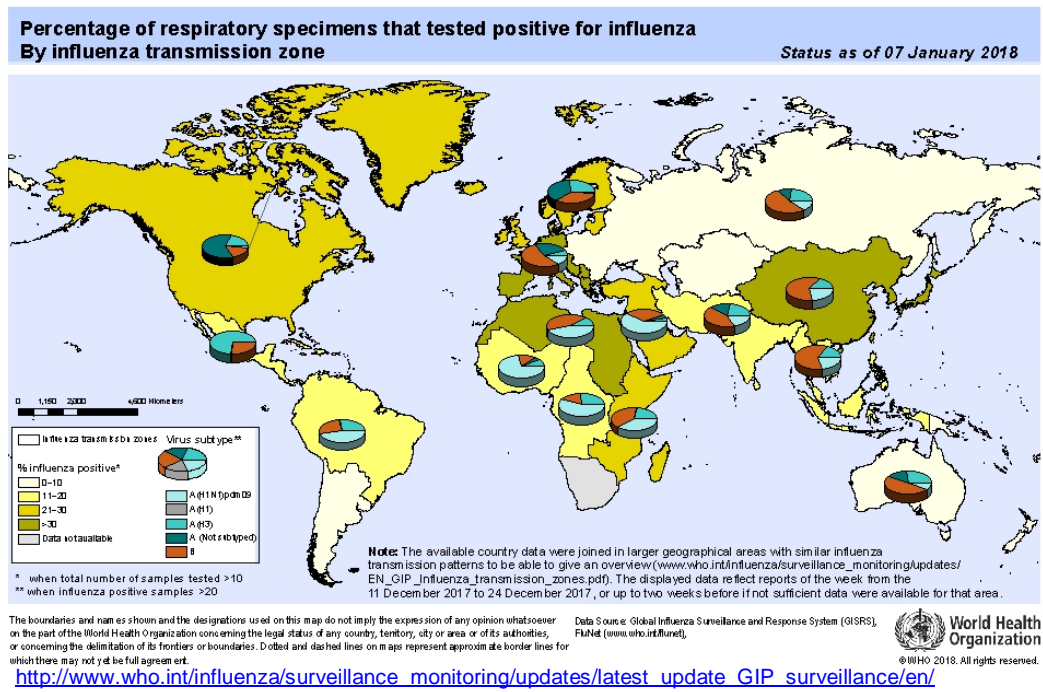 Percentage of respiratory specimens that tested positive for influenza
By influenza transmission zone
Status as of 07 January 2018
0 1,150 2,300 4,600 Kilometers
Influenza transmission zones
Virus subtype**
% influenza positive*
0-10
11-20
21-30
>30
Data not available
A(H1N1)pdm09
A(H1)
A(H3)
A (Not subtyped)
B
* when total number of samples tested >10
** when influenza positive samples >20
Note: The available country data were joined in larger geographical areas with similar influenza
transmission patterns to be able to give an overview (www.who.int/influenza/surveillance_monitoring/updates/
EN_GIP_Influenza_transmission_zones.pdf). The displayed data reflect reports of the week from the
11 December 2017 to 24 December 2017, or up to two weeks before if not sufficient data were available for that area.
The boundaries and names shown and the designations used on this map do not imply the expression of any opinion whatsoever
on the part of the World Health Organization concerning the legal status of any country, territory, city or area or of its authorities,
or concerning the delimitation of its frontiers or boundaries. Dotted and dashed lines on maps represent approximate border lines for
which there may not yet be full agreement.
Data Source: Global Influenza Surveillance and Response System (GISRS),
FluNet (www.who.int/flunet),
World Health
Organization
© WHO 2018. All rights reserved.
http://www.who.int/influenza/surveillance_monitoring/updates/latest_update_GIP_surveillance/en/